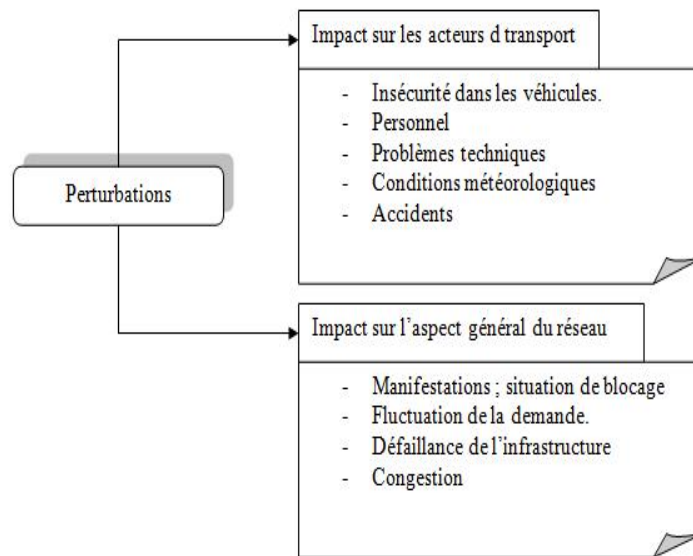 Impact sur les acteurs d transport
- Insécurité dans les véhicules.
- Personnel
- Problèmes techniques
- Conditions météorologiques
- Accidents
Perturbations
Impact sur l'aspect général du réseau
- Manifestations ; situation de blocage
- Fluctuation de la demande.
- Défaillance de l'infrastructure
- Congestion